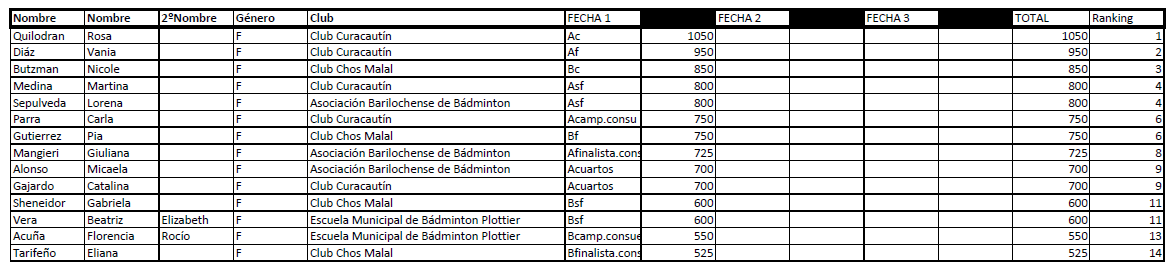 Nombre Nombre 2ºNombre Género Club FECHA 1 FECHA 2 FECHA 3 TOTAL Ranking
Quilodran Rosa F Club Curacautín Ac 1050 1050 1
Diáz Vania F Club Curacautín Af 950 950 2
Butzman Nicole F Club Chos Malal Bc 850 850 3
Medina Martina F Club Curacautín Asf 800 800 4
Sepulveda Lorena F Asociación Barilochense de Bádminton Asf 800 800 4
Parra Carla F Club Curacautín Acamp.consu 750 750 6
Gutierrez Pia F Club Chos Malal Bf 750 750 6
Mangieri Giuliana F Asociación Barilochense de Bádminton Afinalista.cons 725 725 8
Alonso Micaela F Asociación Barilochense de Bádminton Acuartos 700 700 9
Gajardo Catalina F Club Curacautín Acuartos 700 700 9
Sheneidor Gabriela F Club Chos Malal Bsf 600 600 11
Vera Beatriz Elizabeth F Escuela Municipal de Bádminton Plottier Bsf 600 600 11
Acuña Florencia Rocío F Escuela Municipal de Bádminton Plottier Bcamp.consue 550 550 13
Tarifeño Eliana F Club Chos Malal Bfinalista.cons 525 525 14